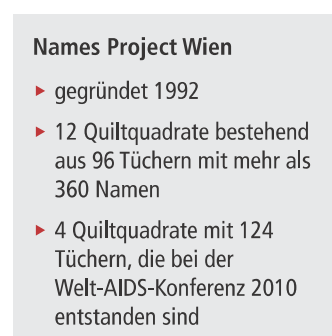 Names Project Wien
▸ gegründet 1992
▸ 12 Quiltquadrate bestehend
aus 96 Tüchern mit mehr als
360 Namen
▸ 4 Quiltquadrate mit 124
Tüchern, die bei der
Welt-AIDS-Konferenz 2010
entstanden sind